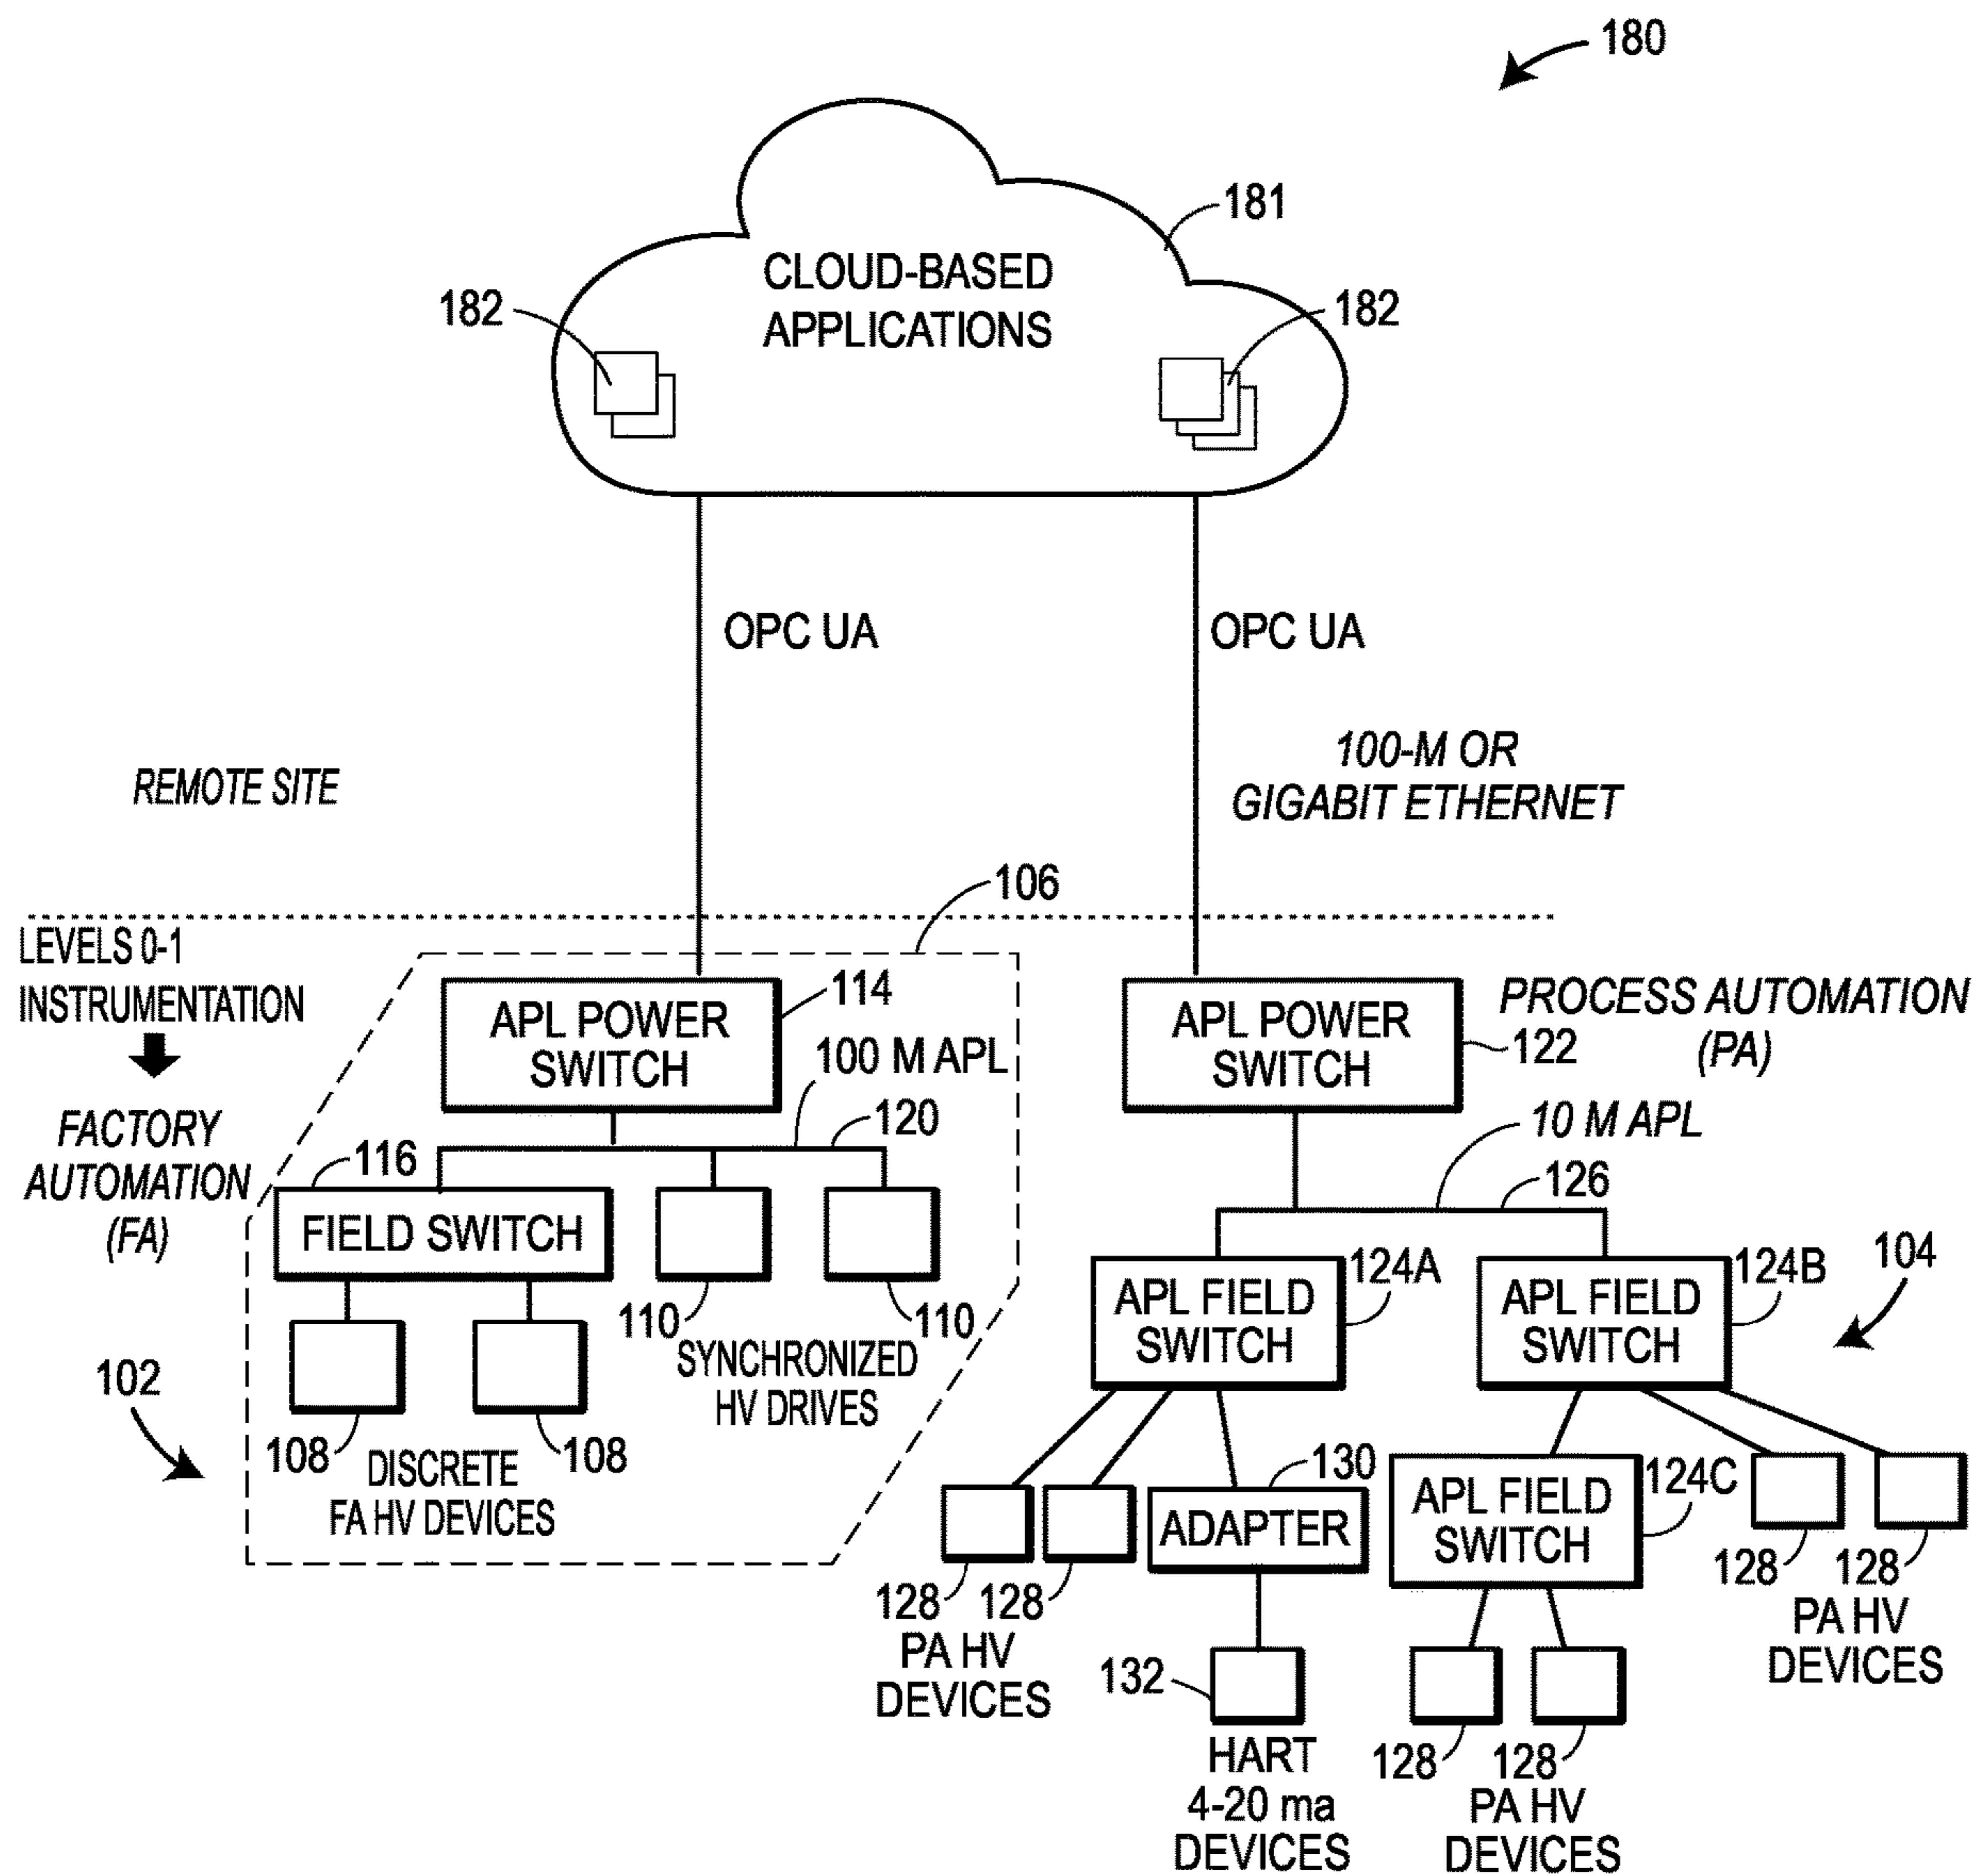 180
181
CLOUD-BASED
APPLICATIONS
182
182
OPC UA
OPC UA
REMOTE SITE
100-M OR
GIGABIT ETHERNET
106
LEVELS 0-1
INSTRUMENTATION
FACTORY
AUTOMATION
(FA)
APL POWER
SWITCH
114
100 M APL
120
116
FIELD SWITCH
110
110
SYNCHRONIZED
HV DRIVES
102
108
108
DISCRETE
FA HV DEVICES
APL POWER
SWITCH
122
PROCESS AUTOMATION
(PA)
10 M APL
126
APL FIELD
SWITCH
124A
APL FIELD
SWITCH
124B
104
130
ADAPTER
APL FIELD
SWITCH
124C
128
128
PA HV
DEVICES
128
128
PA HV
DEVICES
132
HART
4-20 ma
DEVICES
128
128
PA HV
DEVICES